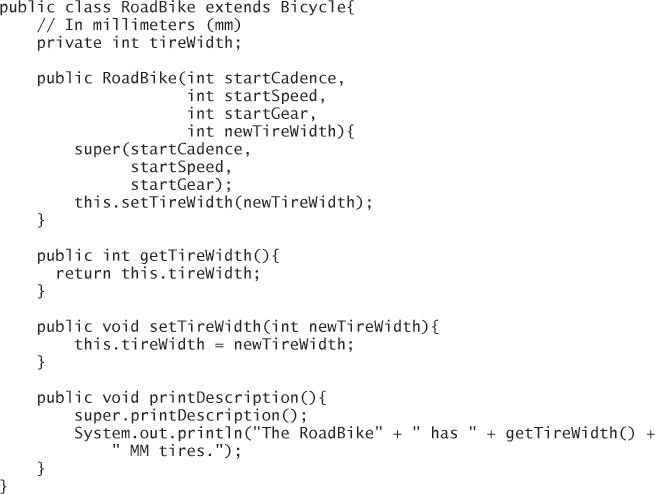 public class RoadBike extends Bicycle{
    // In millimeters (mm)
    private int tireWidth;

    public RoadBike(int startCadence,
                    int startSpeed,
                    int startGear,
                    int newTireWidth){
        super(startCadence,
              startSpeed,
              startGear);
        this.setTireWidth(newTireWidth);
    }

    public int getTireWidth(){
      return this.tireWidth;
    }

    public void setTireWidth(int newTireWidth){
        this.tireWidth = newTireWidth;
    }

    public void printDescription(){
        super.printDescription();
        System.out.println("The RoadBike" + " has " + getTireWidth() +
            " MM tires.");
    }
}